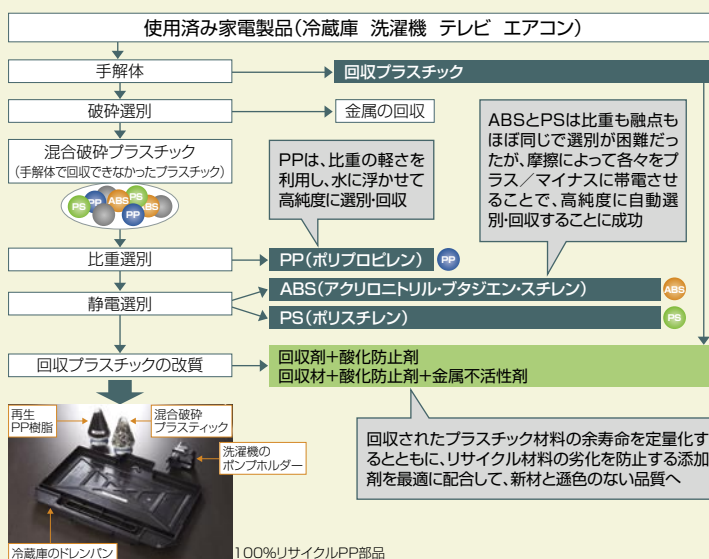 使用済み家電製品（冷蔵庫 洗濯機 テレビ エアコン）
手解体
回収プラスチック
破砕選別
金属の回収
混合破砕プラスチック
（手解体で回収できなかったプラスチック）
PPは、比重の軽さを
利用し、水に浮かせて
高純度に選別・回収
ABSとPSは比重も融点も
ほぼ同じで選別が困難だっ
たが、摩擦によって各々をプ
ラス／マイナスに帯電させ
ることで、高純度に自動選
別・回収することに成功
PS PP ABS PS PP ABS
比重選別
PP（ポリプロピレン） PP
静電選別
ABS（アクリロニトリル・ブタジエン・スチレン） ABS
PS（ポリスチレン） PS
回収プラスチックの改質
回収剤＋酸化防止剤
回収材＋酸化防止剤＋金属不活性剤
再生
PP樹脂
混合破砕
プラスティック
洗濯機の
ポンプホルダー
冷蔵庫のドレンパン
100％リサイクルPP部品
回収されたプラスチック材料の余寿命を定量化す
るとともに、リサイクル材料の劣化を防止する添加
剤を最適に配合して、新材と遜色のない品質へ